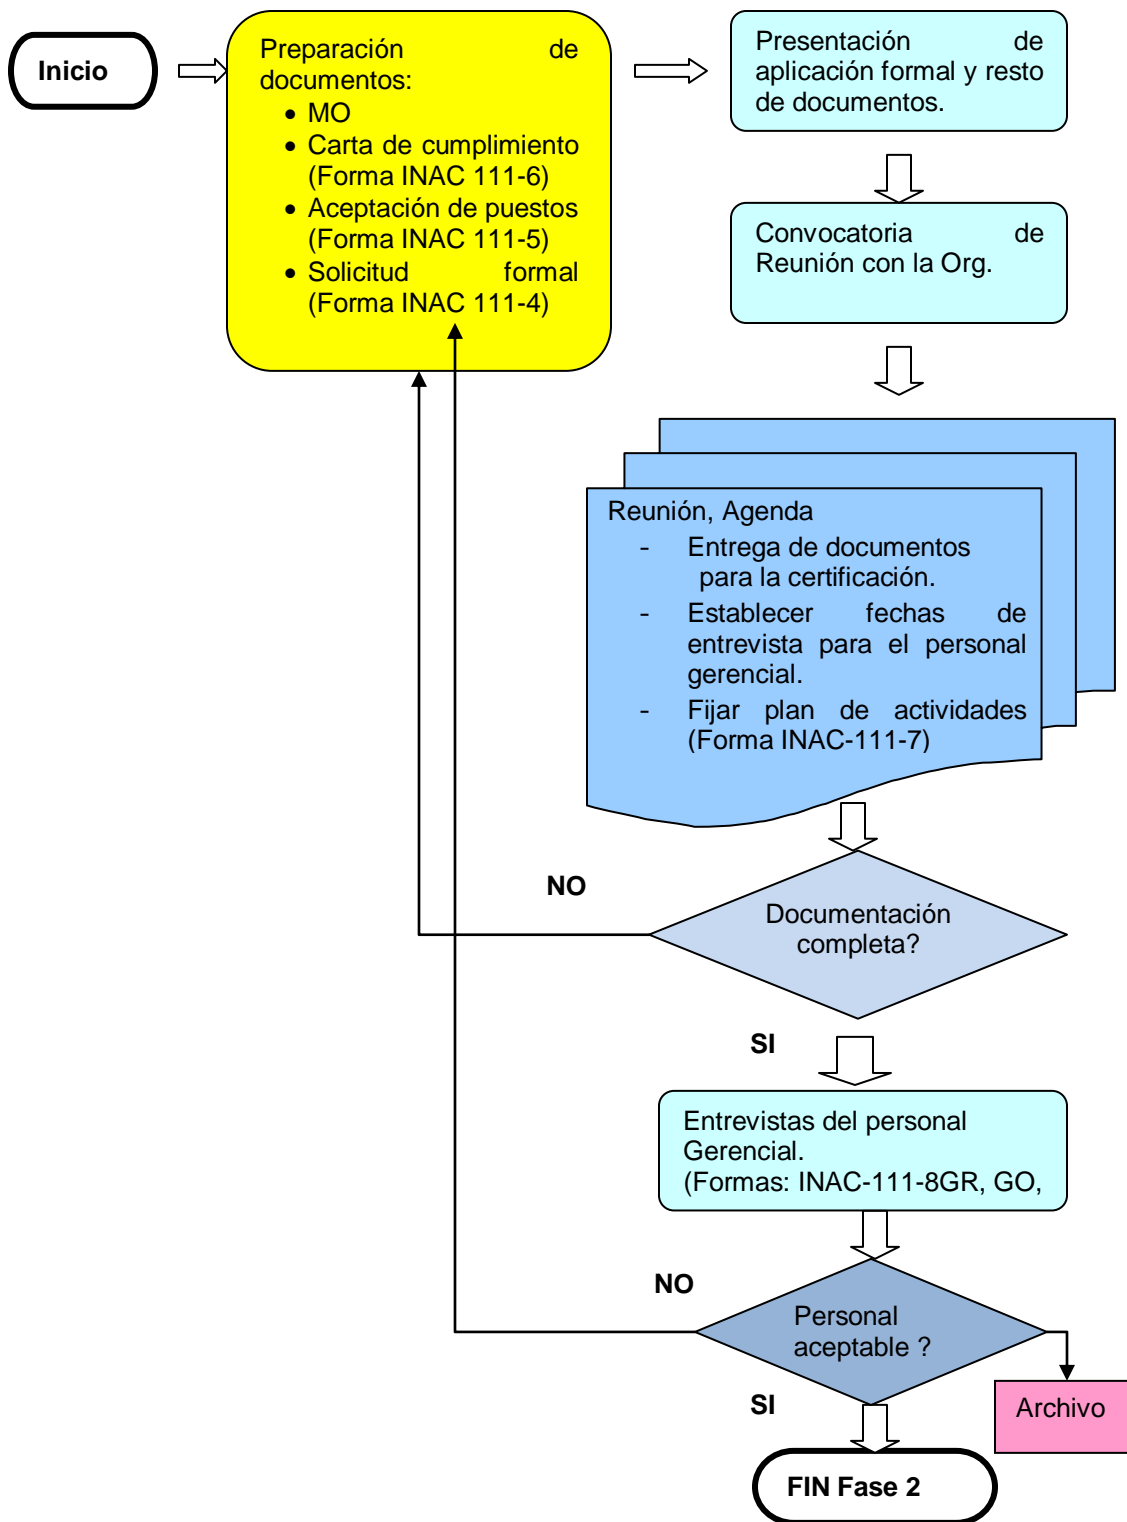 Inicio
Preparación de
documentos:
• MO
• Carta de cumplimiento
(Forma INAC 111-6)
• Aceptación de puestos
(Forma INAC 111-5)
• Solicitud formal
(Forma INAC 111-4)
Presentación de
aplicación formal y resto
de documentos.
Convocatoria de
Reunión con la Org.
Reunión, Agenda
- Entrega de documentos
para la certificación.
- Establecer fechas de
entrevista para el personal
gerencial.
- Fijar plan de actividades
(Forma INAC-111-7)
NO
Documentación
completa?
SI
Entrevistas del personal
Gerencial.
(Formas: INAC-111-8GR, GO,
NO
Personal
aceptable ?
SI
Archivo
FIN Fase 2